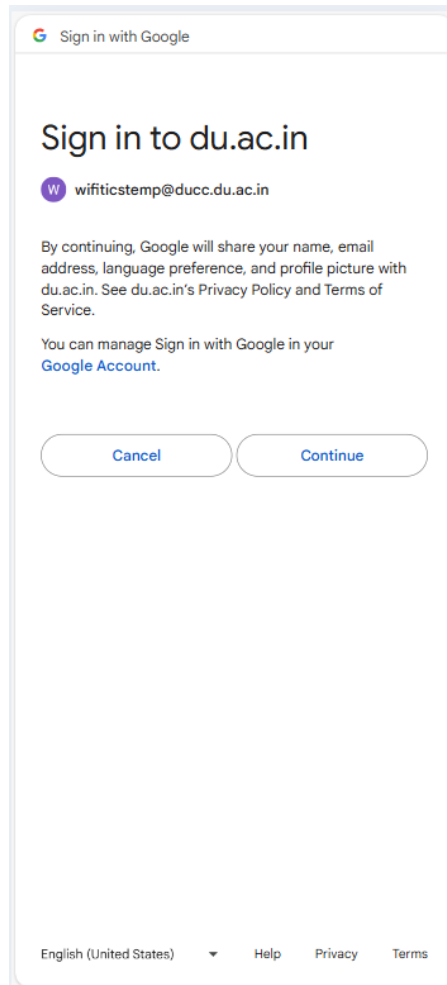 Sign in with Google
Sign in to du.ac.in
W wifiticstemp@ducc.du.ac.in
By continuing, Google will share your name, email
address, language preference, and profile picture with
du.ac.in. See du.ac.in’s Privacy Policy and Terms of
Service.
You can manage Sign in with Google in your
Google Account.
Cancel Continue
English (United States) Help Privacy Terms